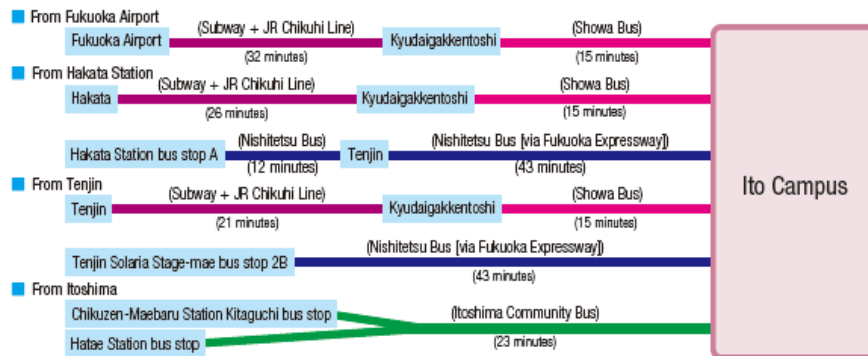 From Fukuoka Airport
(Subway + JR Chikuhi Line) (Showa Bus)
Fukuoka Airport Kyudaigakkentoshi
(32 minutes) (15 minutes)
From Hakata Station
(Subway + JR Chikuhi Line) (Showa Bus)
Hakata Kyudaigakkentoshi
(26 minutes) (15 minutes)
(Nishitetsu Bus) (Nishitetsu Bus [via Fukuoka Expressway])
Hakata Station bus stop A Tenjin
(12 minutes) (43 minutes)
Ito Campus
From Tenjin
(Subway + JR Chikuhi Line) (Showa Bus)
Tenjin Kyudaigakkentoshi
(21 minutes) (15 minutes)
(Nishitetsu Bus [via Fukuoka Expressway])
Tenjin Solaria Stage-mae bus stop 2B
(43 minutes)
From Itoshima
Chikuzen-Maebaru Station Kitaguchi bus stop (Itoshima Community Bus)
Hatae Station bus stop (23 minutes)